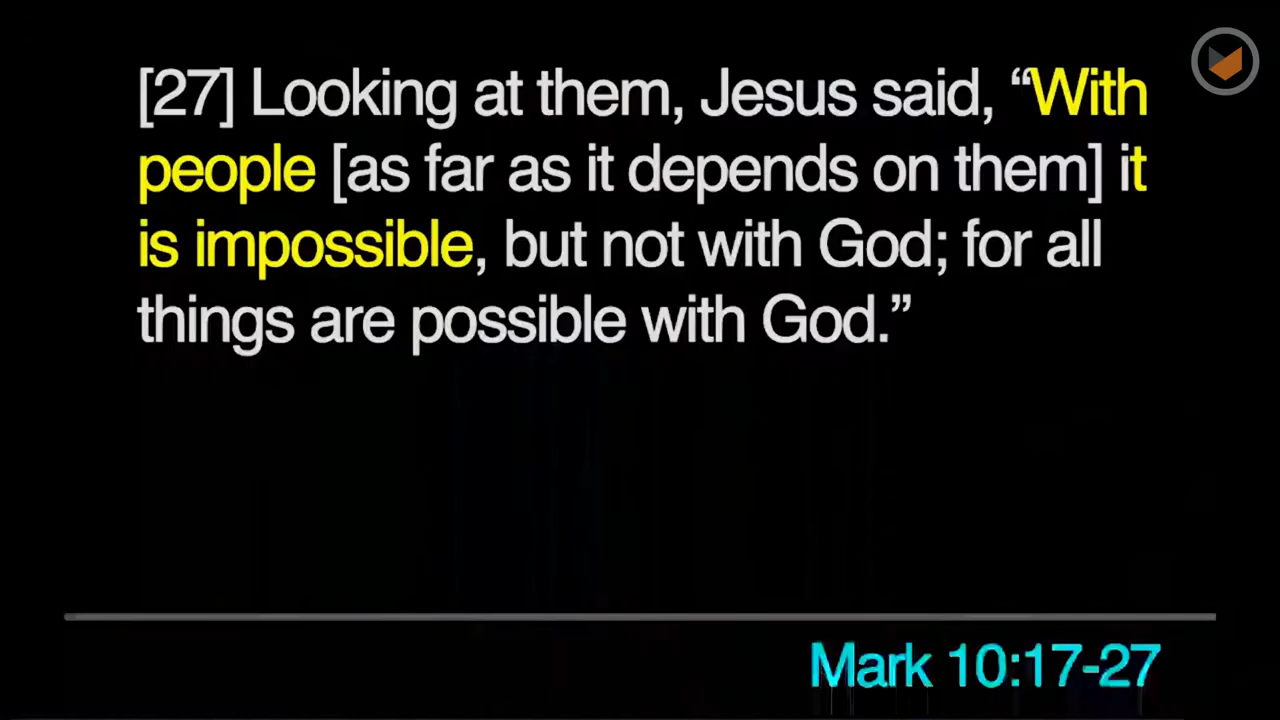 [27] Looking at them, Jesus said, “With
people [as far as it depends on them] it
is impossible, but not with God; for all
things are possible with God.”
Mark 10:17-27